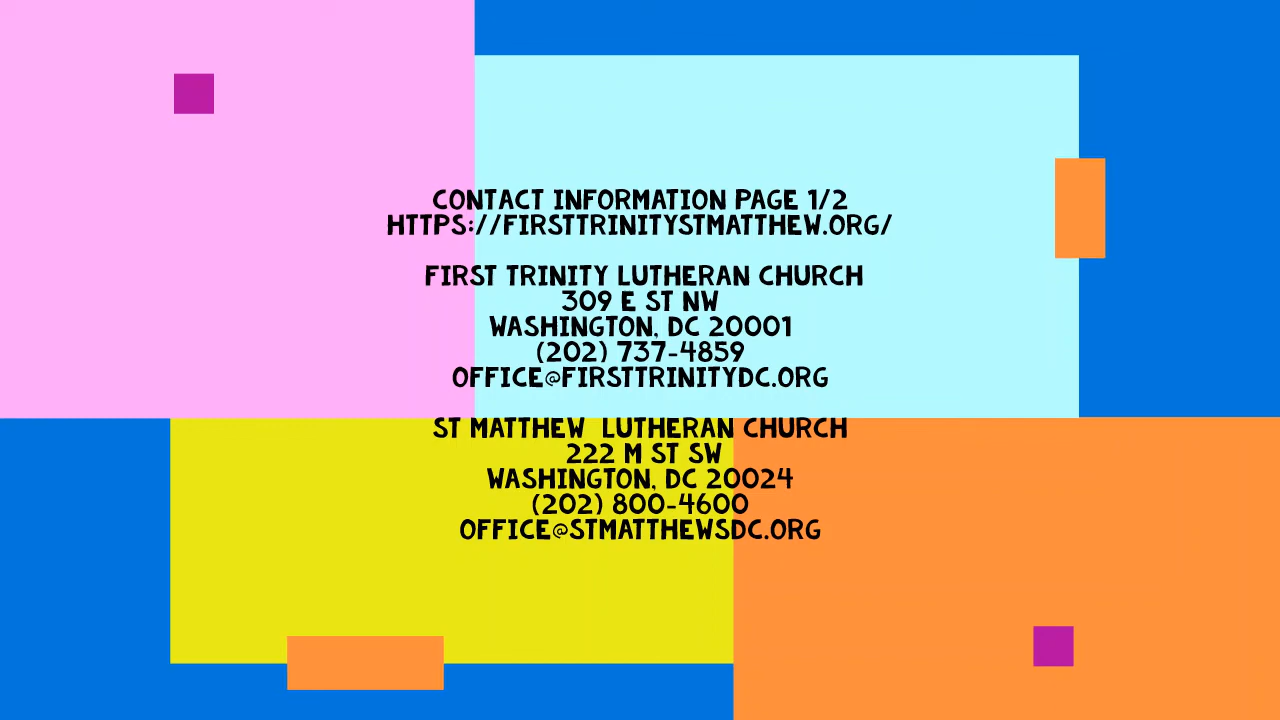 CONTACT INFORMATION PAGE 1/2
HTTPS://FIRSTTRINITYSTMATTHEW.ORG/
FIRST TRINITY LUTHERAN CHURCH
309 E ST NW
WASHINGTON, DC 20001
(202) 737-4859
OFFICE@FIRSTTRINITYDC.ORG
ST MATTHEW  LUTHERAN CHURCH
222 M ST SW
WASHINGTON, DC 20024
(202) 800-4600
OFFICE@STMATTHEWSDC.ORG